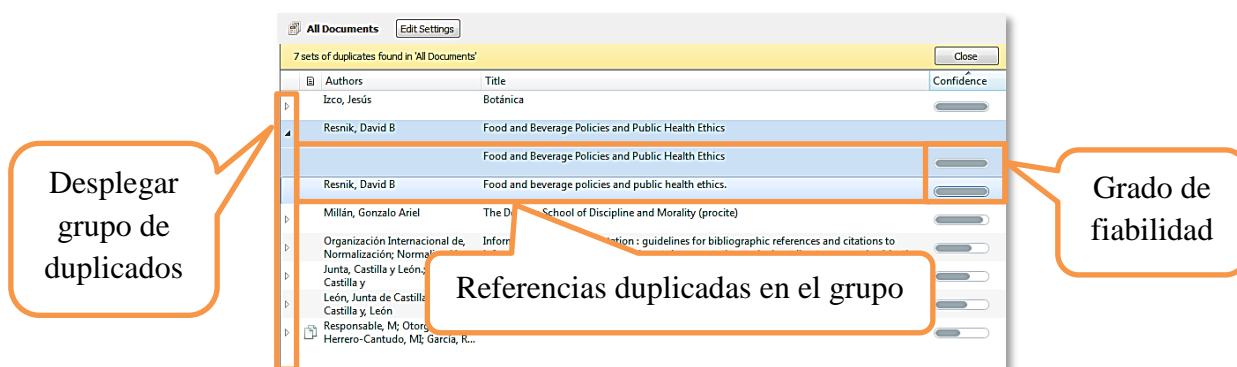 All Documents Edit Settings
7 sets of duplicates found in 'All Documents' Close
Authors Title Confidence
Izco, Jesús Botánica
Resnik, David B Food and Beverage Policies and Public Health Ethics
Food and Beverage Policies and Public Health Ethics
Resnik, David B Food and beverage policies and public health ethics.
Millán, Gonzalo Ariel The School of Discipline and Morality (procite)
Organización Internacional de, guidelines for bibliographic references and citations to
Normalización;
Junta, Castilla y León.;
Castilla y
León, Junta de
Castilla y, León
Responsable, M;
Herrero-Cantudo, MI; García, R...
Desplegar
grupo de
duplicados
Referencias duplicadas en el grupo
Grado de
fiabilidad